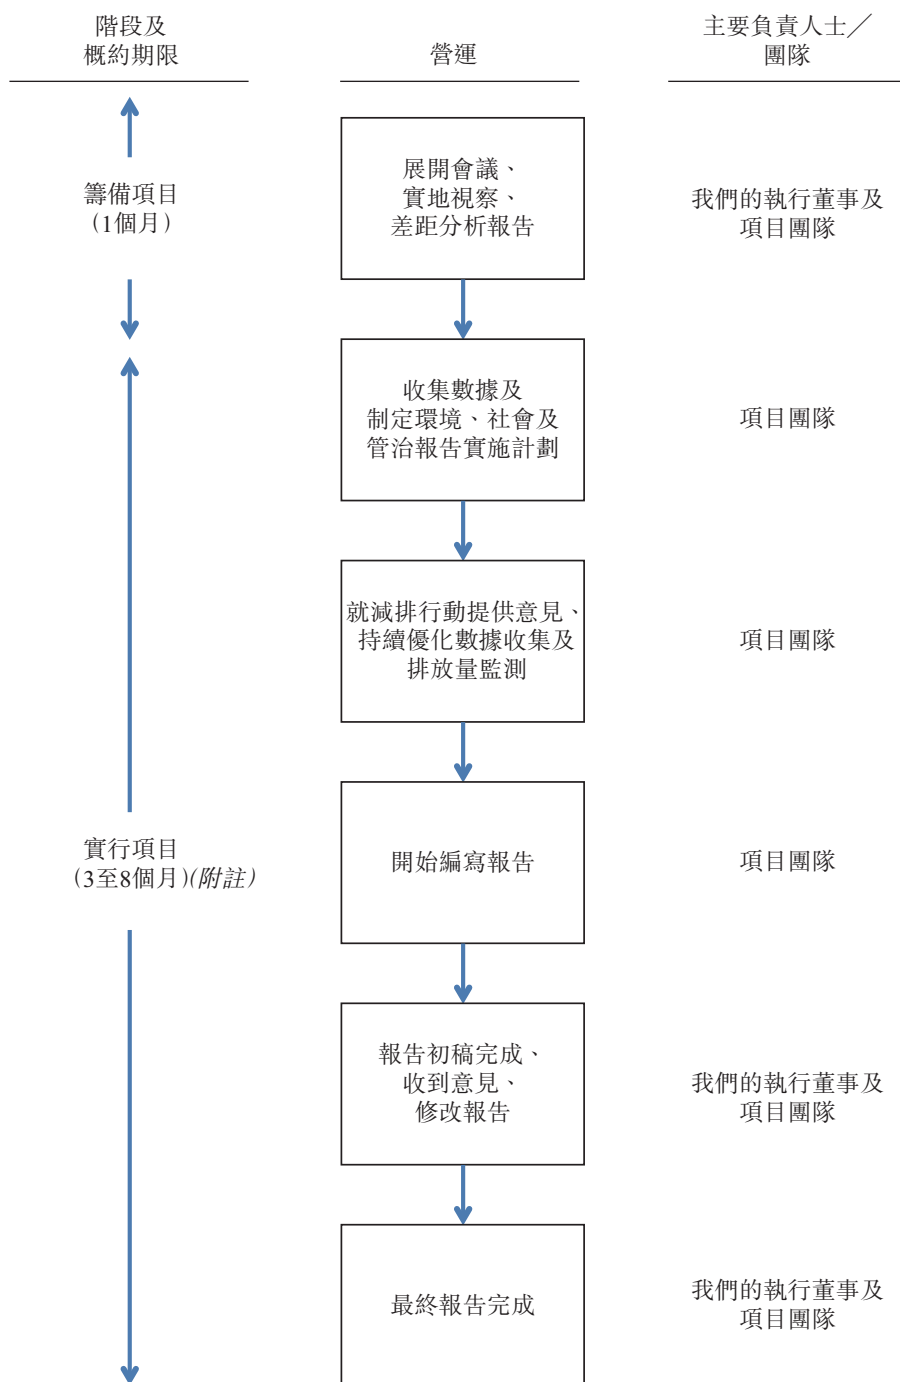 階段及
概約期限
營運
主要負責人士／
團隊
籌備項目
(1個月)
展開會議、
實地視察、
差距分析報告
我們的執行董事及
項目團隊
收集數據及
制定環境、社會及
管治報告實施計劃
項目團隊
就減排行動提供意見、
持續優化數據收集及
排放量監測
項目團隊
實行項目
(3至8個月)(附註)
開始編寫報告
項目團隊
報告初稿完成、
收到意見、
修改報告
我們的執行董事及
項目團隊
最終報告完成
我們的執行董事及
項目團隊